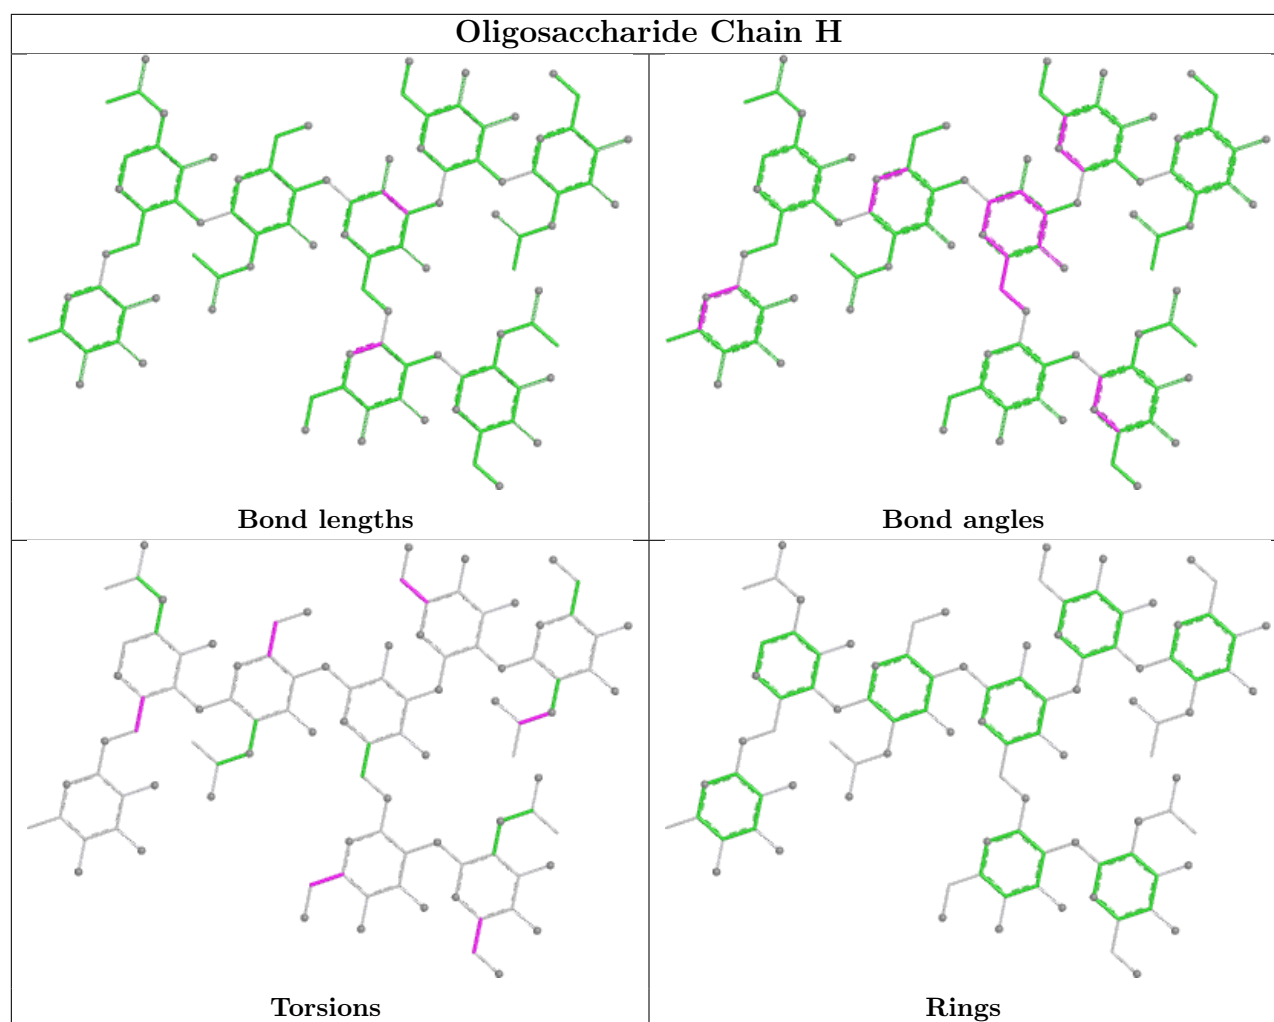 Oligosaccharide Chain H
Bond lengths
Bond angles
Torsions
Rings